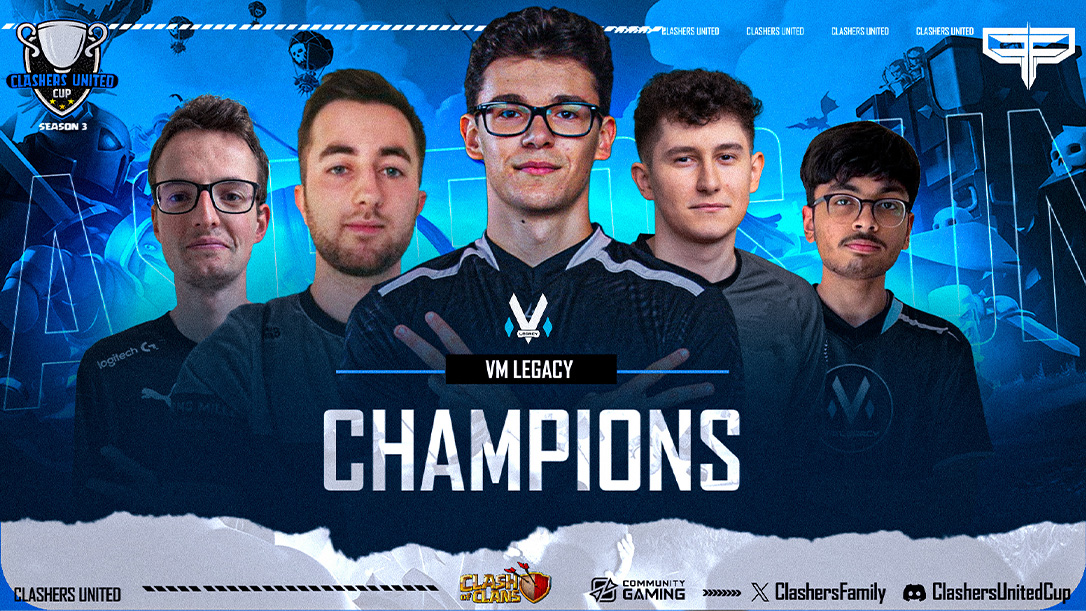 CLASHERS UNITED
CUP
SEASON 3
CLASHERS UNITED
CLASHERS UNITED
CLASHERS UNITED
CLASHERS UNITED
logitech G
LEGACY
VM LEGACY
CHAMPIONS
CLASHERS UNITED
CLASH OF CLANS
COMMUNITY
GAMING
ClashersFamily
ClashersUnitedCup